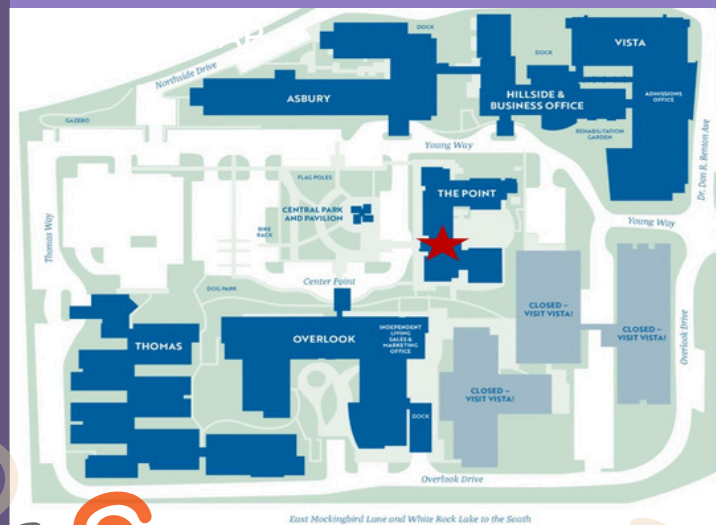 DOCK
VISTA
DOCK
Northside Drive
ASBURY
HILLSIDE &
BUSINESS OFFICE
ADMISSIONS
OFFICE
GAZEBO
REHABILITATION
GARDEN
Dr. Don R. Benton Ave
Young Way
FLAG POLES
THE POINT
CENTRAL PARK
AND PAVILION
Young Way
Thomas Way
BIKE
RACK
Center Point
DOG PARK
CLOSED –
VISIT VISTA!
CLOSED –
VISIT VISTA!
Overlook Drive
THOMAS
OVERLOOK
INDEPENDENT
LIVING
SALES &
MARKETING
OFFICE
CLOSED –
VISIT VISTA!
DOCK
Overlook Drive
East Mockingbird Lane and White Rock Lake to the South